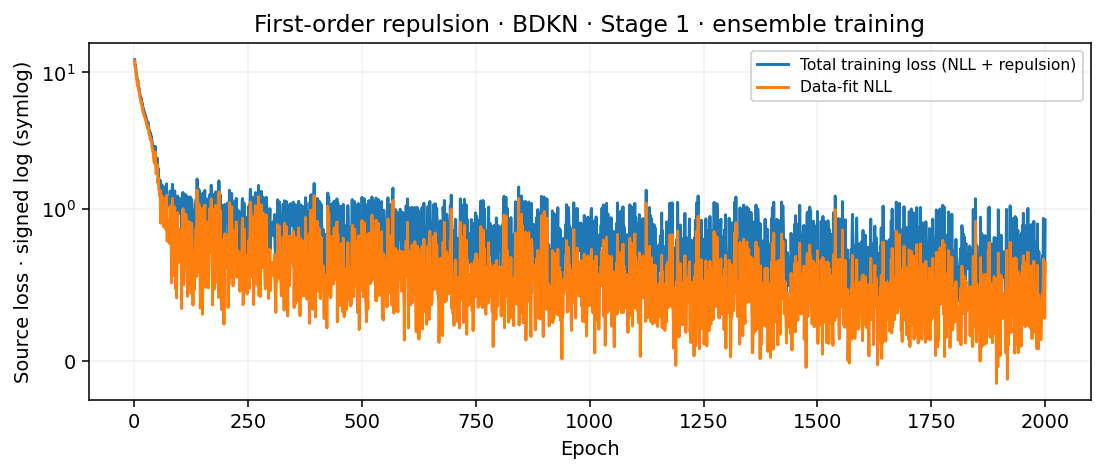 First-order repulsion · BDKN · Stage 1 · ensemble training
Source loss · signed log (symlog)
10¹
10⁰
0
Total training loss (NLL + repulsion)
Data-fit NLL
0 250 500 750 1000 1250 1500 1750 2000
Epoch